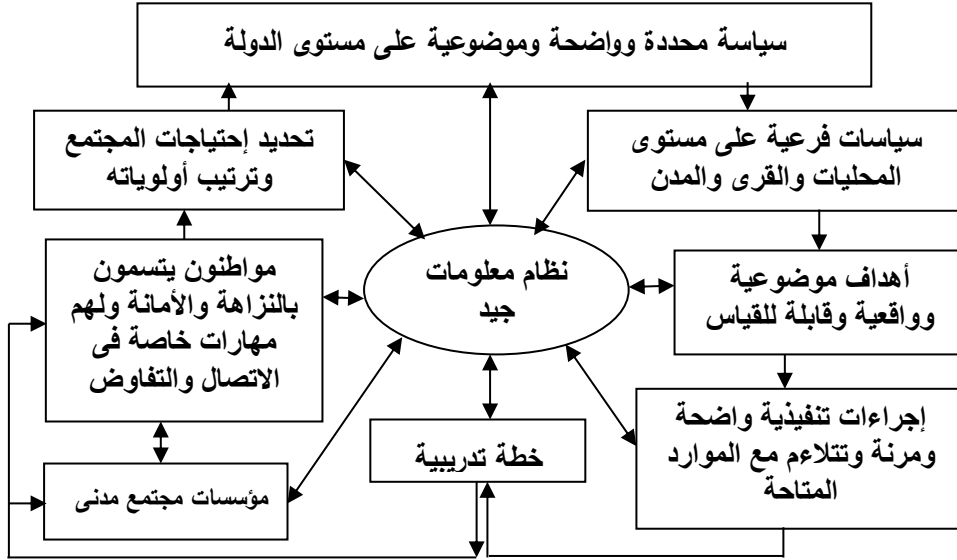 سياسة محددة وواضحة وموضوعية على مستوى الدولة
سياسات فرعية على مستوى
المحليات والقرى والمدن
تحديد إحتياجات المجتمع
وترتيب أولوياته
نظام معلومات
جيد
أهداف موضوعية
وواقعية وقابلة للقياس
مواطنون يتسمون
بالنزاهة والأمانة ولهم
مهارات خاصة فى
الاتصال والتفاوض
إجراءات تنفيذية واضحة
ومرنة وتتلاءم مع الموارد
المتاحة
خطة تدريبية
مؤسسات مجتمع مدنى